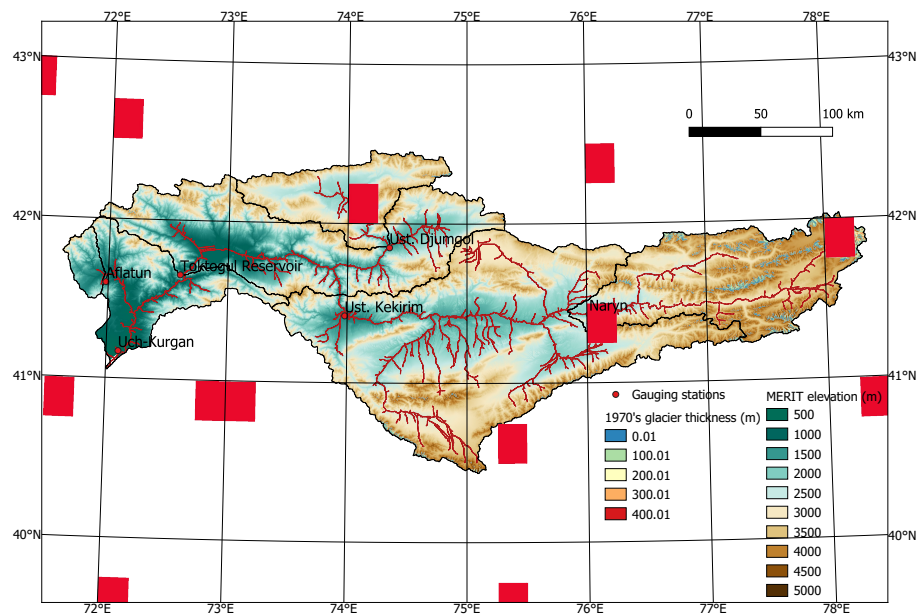 72°E 73°E 74°E 75°E 76°E 77°E 78°E
43°N 43°N
0 50 100 km
42°N 42°N
Ust. Djumgol
Toktogul Reservoir
Aflatun
Ust. Kekirim
Naryn
Uch-Kurgan
41°N 41°N
Gauging stations
1970's glacier thickness (m)
0.01
100.01
200.01
300.01
400.01
MERIT elevation (m)
500
1000
1500
2000
2500
3000
3500
4000
4500
5000
40°N 40°N
72°E 73°E 74°E 75°E 76°E 77°E 78°E